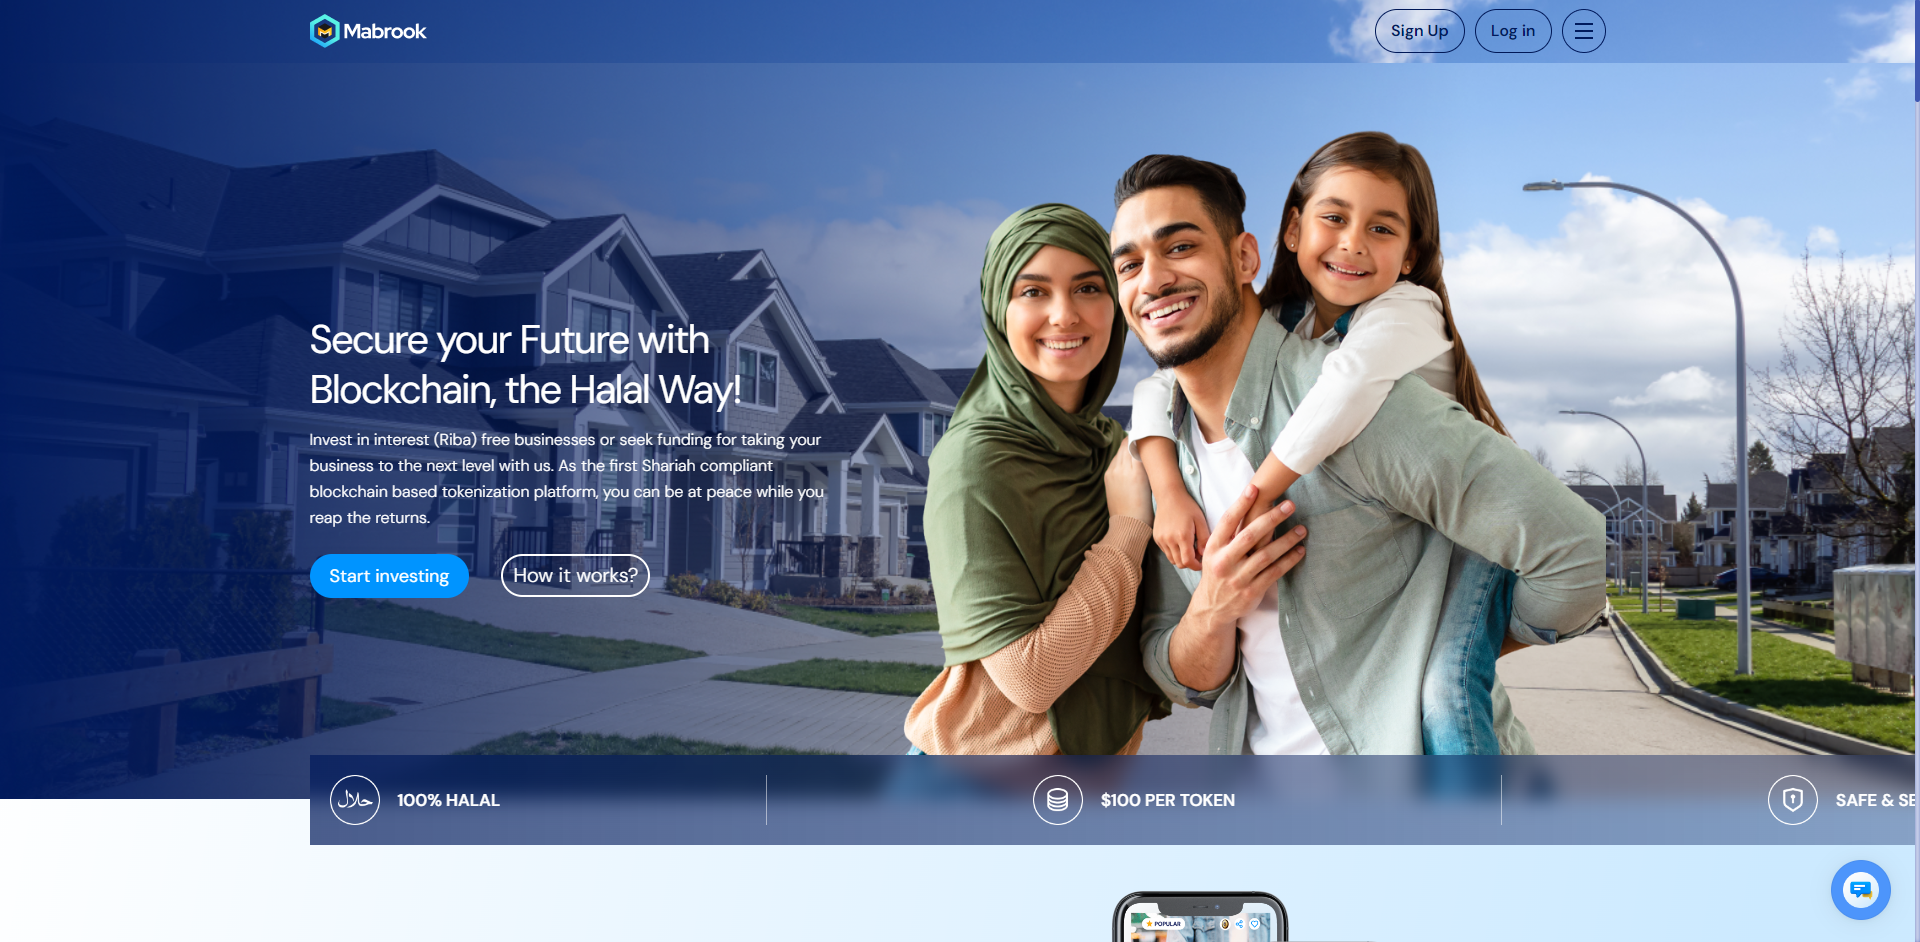 Mabrook
Sign Up
Log in
Secure your Future with
Blockchain, the Halal Way!
Invest in interest (Riba) free businesses or seek funding for taking your
business to the next level with us. As the first Shariah compliant
blockchain based tokenization platform, you can be at peace while you
reap the returns.
Start investing
How it works?
حلال
100% HALAL
$100 PER TOKEN
SAFE & SE
POPULAR